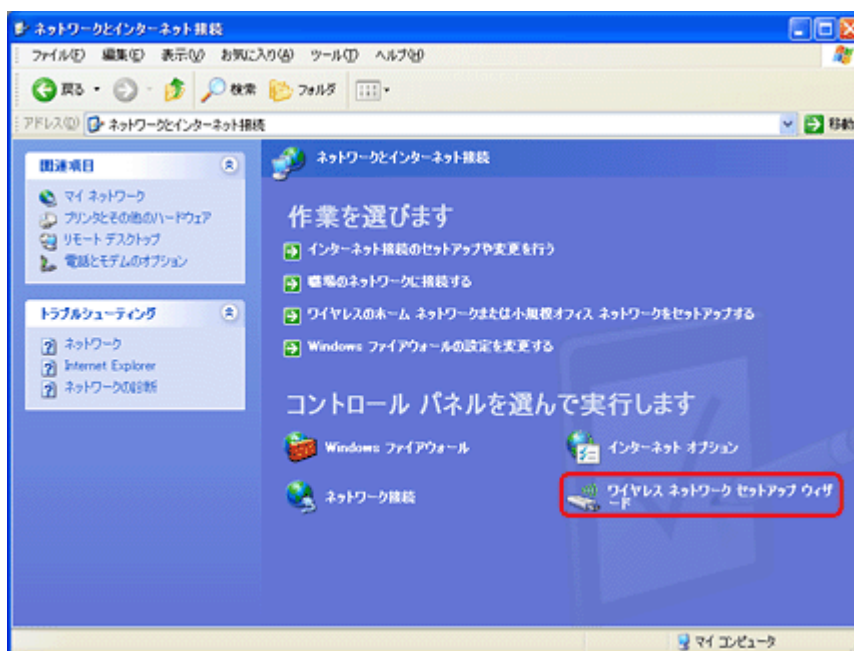 ネットワークとインターネット接続
ファイル(F) 編集(E) 表示(V) お気に入り(A) ツール(T) ヘルプ(H)
戻る 検索 フォルダ
アドレス(D) ネットワークとインターネット接続 移動
関連項目
マイ ネットワーク
プリンタとその他のハードウェア
リモート デスクトップ
電話とモデムのオプション
トラブルシューティング
ネットワーク
Internet Explorer
ネットワークの診断
ネットワークとインターネット接続
作業を選びます
インターネット接続のセットアップや変更を行う
職場のネットワークに接続する
ワイヤレスのホーム ネットワークまたは小規模オフィス ネットワークをセットアップする
Windows ファイアウォールの設定を変更する
コントロール パネルを選んで実行します
Windows ファイアウォール
インターネット オプション
ネットワーク接続
ワイヤレス ネットワーク セットアップ ウィザ
ード
マイ コンピュータ